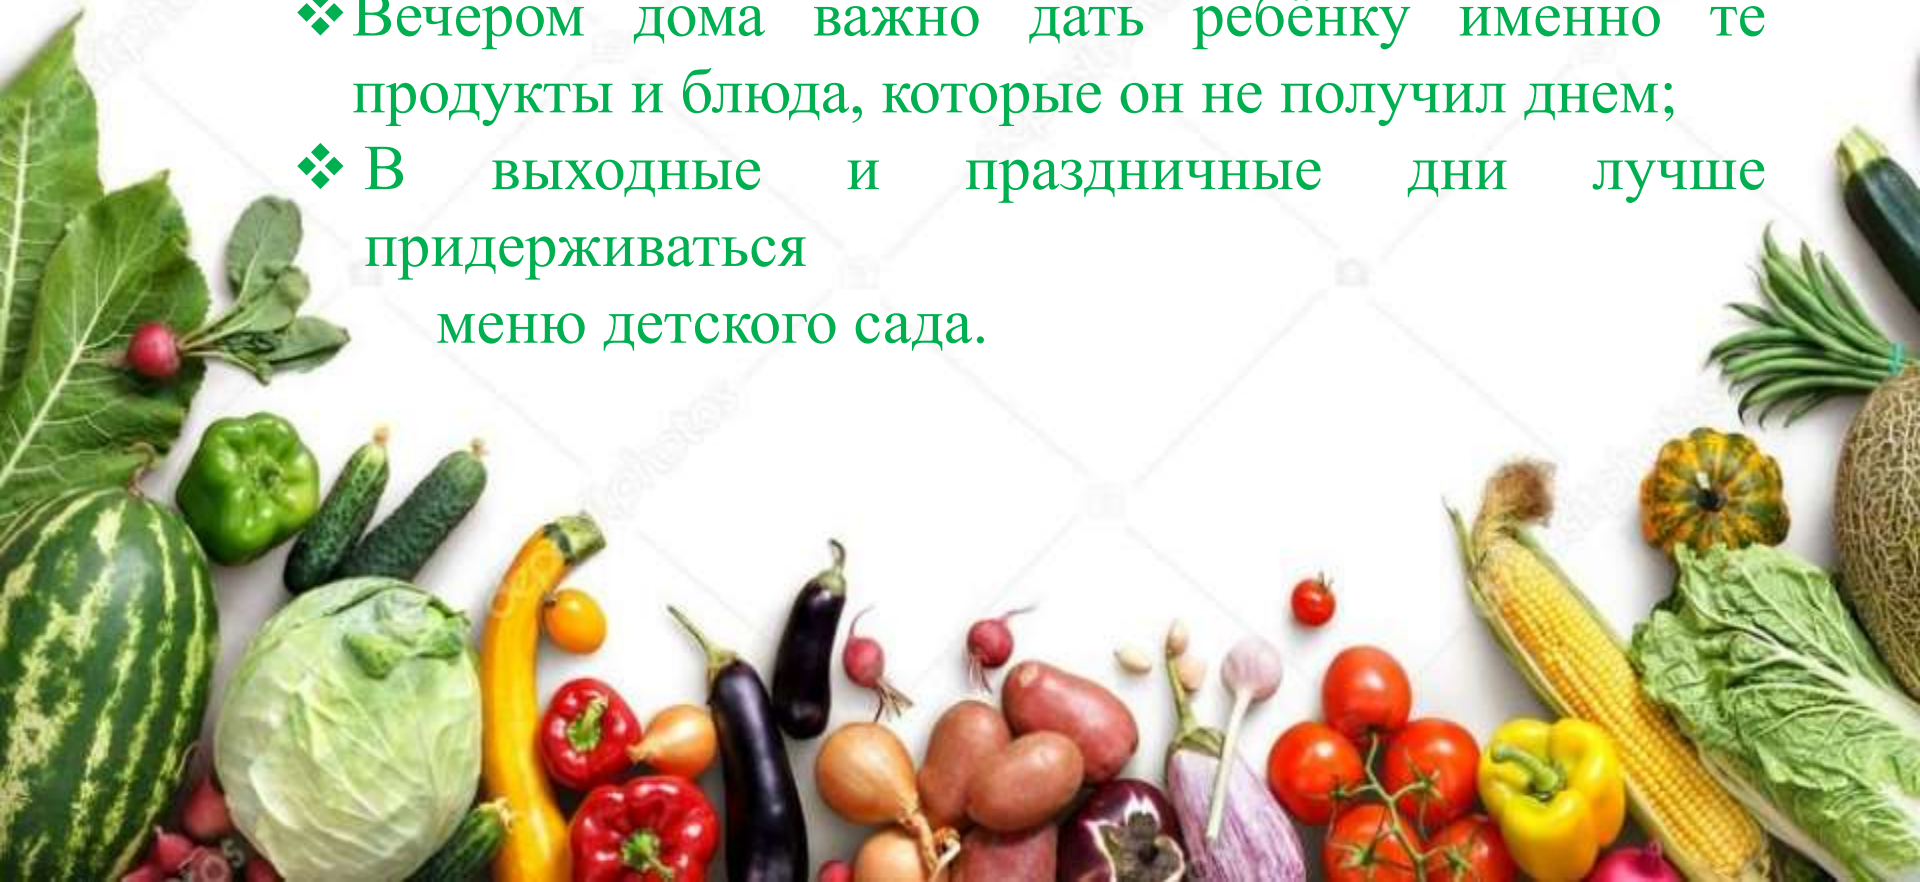 ❖Вечером дома важно дать ребёнку именно те
продукты и блюда, которые он не получил днем;
❖ В выходные и праздничные дни лучше
придерживаться
меню детского сада.